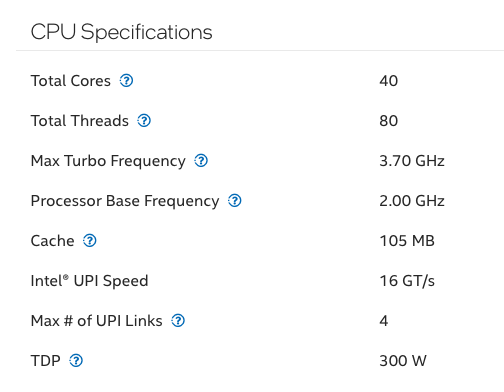 CPU Specifications
Total Cores ? 40
Total Threads ? 80
Max Turbo Frequency ? 3.70 GHz
Processor Base Frequency ? 2.00 GHz
Cache ? 105 MB
Intel® UPI Speed 16 GT/s
Max # of UPI Links ? 4
TDP ? 300 W